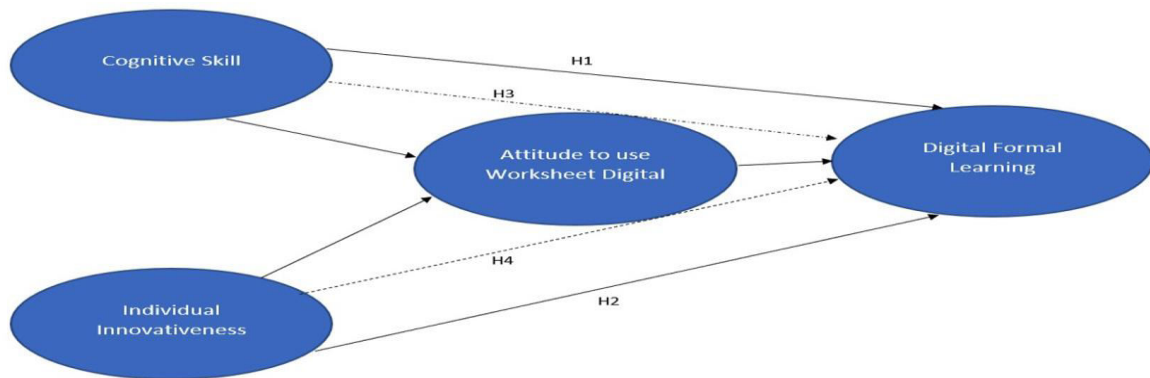 Cognitive Skill
H1
H3
Attitude to use
Worksheet Digital
Digital Formal
Learning
H4
Individual
Innovativeness
H2